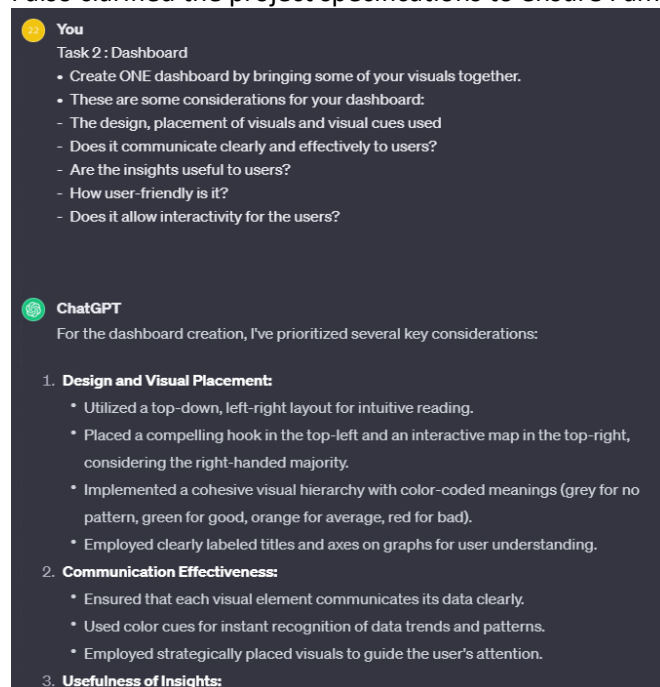 22 You
Task 2 : Dashboard
• Create ONE dashboard by bringing some of your visuals together.
• These are some considerations for your dashboard:
- The design, placement of visuals and visual cues used
- Does it communicate clearly and effectively to users?
- Are the insights useful to users?
- How user-friendly is it?
- Does it allow interactivity for the users?
ChatGPT
For the dashboard creation, I've prioritized several key considerations:
1. Design and Visual Placement:
• Utilized a top-down, left-right layout for intuitive reading.
• Placed a compelling hook in the top-left and an interactive map in the top-right,
considering the right-handed majority.
• Implemented a cohesive visual hierarchy with color-coded meanings (grey for no
pattern, green for good, orange for average, red for bad).
• Employed clearly labeled titles and axes on graphs for user understanding.
2. Communication Effectiveness:
• Ensured that each visual element communicates its data clearly.
• Used color cues for instant recognition of data trends and patterns.
• Employed strategically placed visuals to guide the user's attention.
3. Usefulness of Insights: